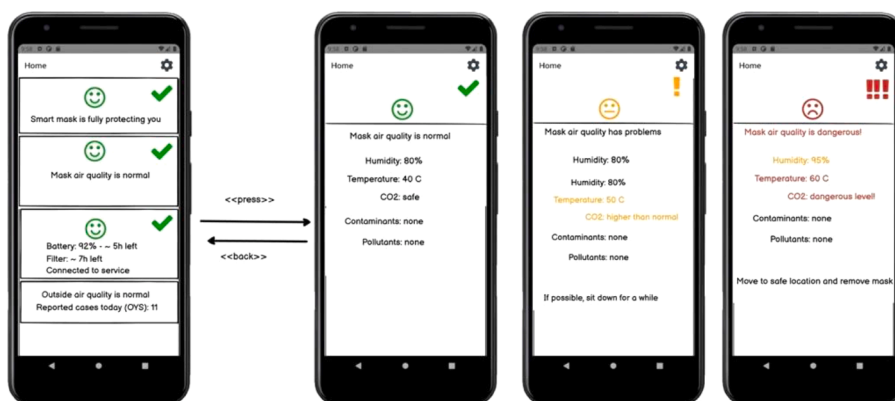 Home
Smart mask is fully protecting you
Mask air quality is normal
Battery: 92% - ~ 5h left
Filter: ~ 7h left
Connected to service
Outside air quality is normal
Reported cases today (OYS): 11
<<press>>
<<back>>
Home
Mask air quality is normal
Humidity: 80%
Temperature: 40 C
CO2: safe
Contaminants: none
Pollutants: none
Home
!
Mask air quality has problems
Humidity: 80%
Humidity: 80%
Temperature: 50 C
CO2: higher than normal
Contaminants: none
Pollutants: none
If possible, sit down for a while
Home
!!!
Mask air quality is dangerous!
Humidity: 95%
Temperature: 60 C
CO2: dangerous level!
Contaminants: none
Pollutants: none
Move to safe location and remove mask